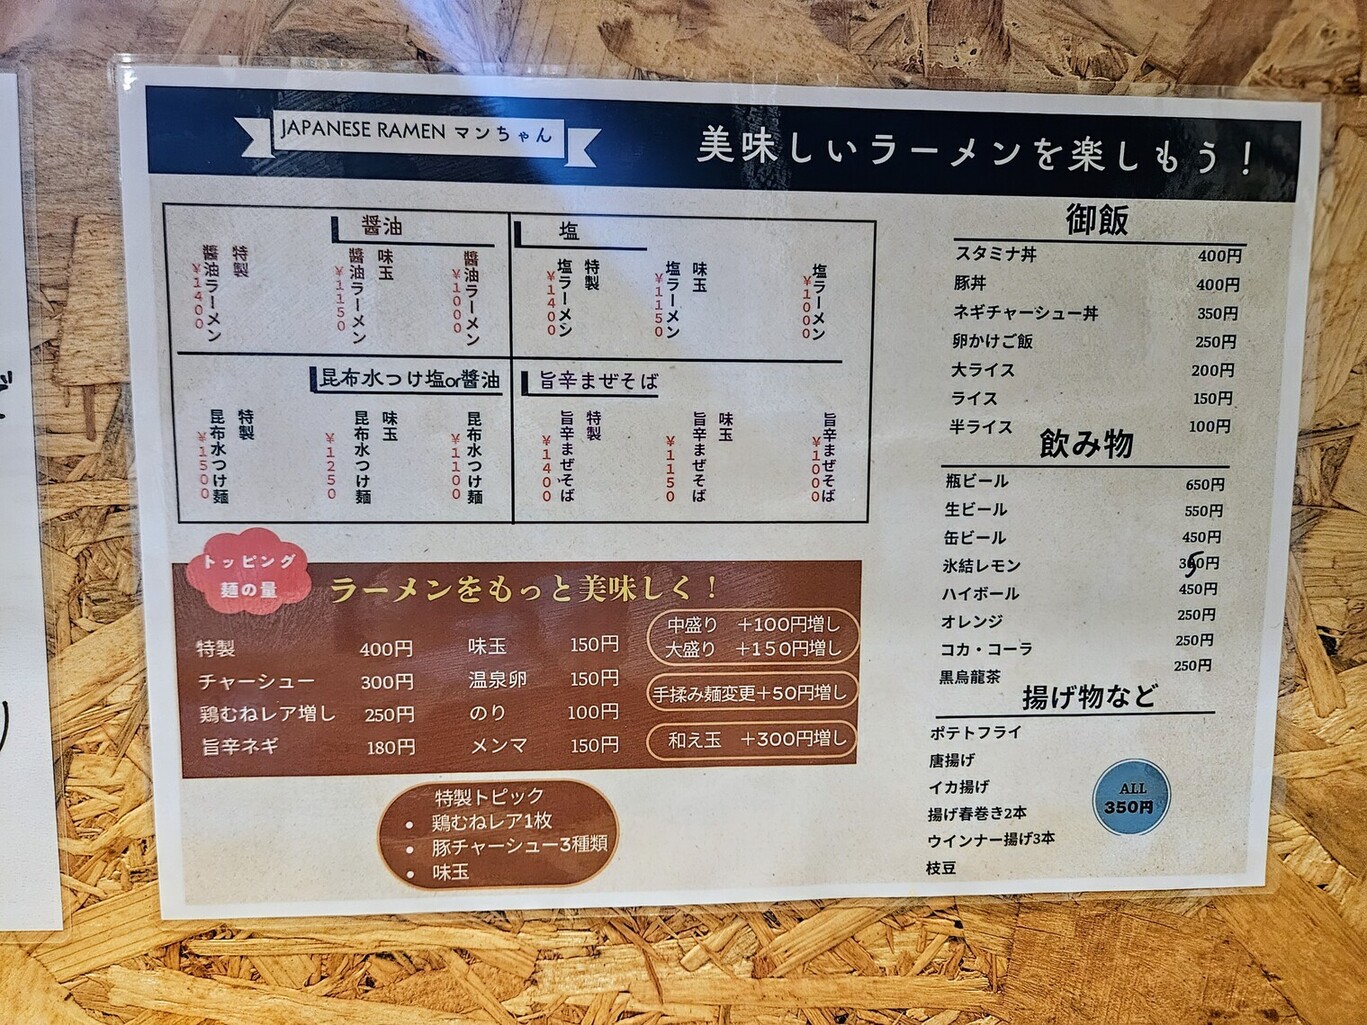 JAPANESE RAMEN マンちゃん
美味しいラーメンを楽しもう！
醤油
醤油ラーメン
¥1000
味玉
醤油ラーメン
¥1150
特製
醤油ラーメン
¥1400
塩
塩ラーメン
¥1000
味玉
塩ラーメン
¥1150
特製
塩ラーメン
¥1400
昆布水つけ塩or醤油
昆布水つけ麺
¥1100
味玉
昆布水つけ麺
¥1250
特製
昆布水つけ麺
¥1500
旨辛まぜそば
旨辛まぜそば
¥1000
味玉
旨辛まぜそば
¥1150
特製
旨辛まぜそば
¥1400
トッピング
麺の量
ラーメンをもっと美味しく！
特製 400円
チャーシュー 300円
鶏むねレア増し 250円
旨辛ネギ 180円
味玉 150円
温泉卵 150円
のり 100円
メンマ 150円
中盛り ＋100円増し
大盛り ＋150円増し
手揉み麺変更＋50円増し
和え玉 ＋300円増し
特製トピック
• 鶏むねレア1枚
• 豚チャーシュー3種類
• 味玉
御飯
スタミナ丼 400円
豚丼 400円
ネギチャーシュー丼 350円
卵かけご飯 250円
大ライス 200円
ライス 150円
半ライス 100円
飲み物
瓶ビール 650円
生ビール 550円
缶ビール 450円
氷結レモン 350円
ハイボール 450円
オレンジ 250円
コカ・コーラ 250円
黒烏龍茶 250円
揚げ物など
ポテトフライ
唐揚げ
イカ揚げ
揚げ春巻き2本
ウインナー揚げ3本
枝豆
ALL
350円